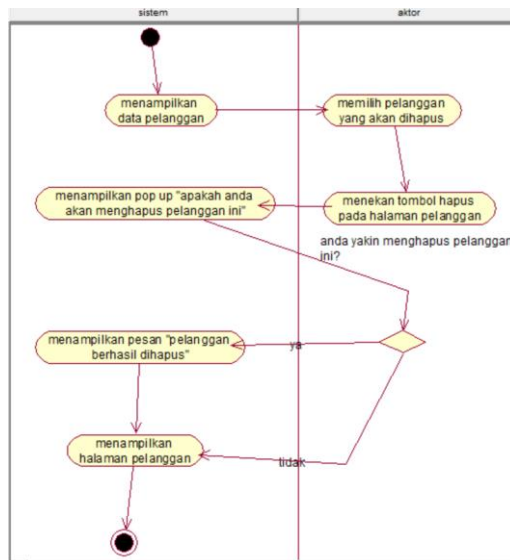 sistem
aktor
menampilkan
data pelanggan
memilih pelanggan
yang akan dihapus
menampilkan pop up "apakah anda
akan menghapus pelanggan ini"
menekan tombol hapus
pada halaman pelanggan
anda yakin menghapus pelanggan
ini?
menampilkan pesan "pelanggan
berhasil dihapus"
ya
menampilkan
halaman pelanggan
tidak